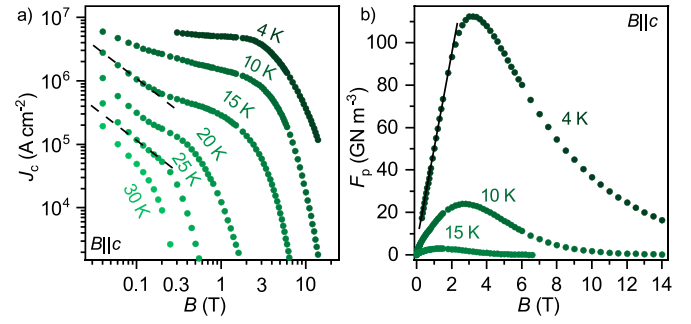 a)
10⁷
10⁶
10⁵
10⁴
Jc (A cm⁻²)
4 K
10 K
15 K
20 K
25 K
30 K
B||c
0.1 0.3 1 3 10
B (T)
b)
B||c
100
80
60
40
20
0
Fp (GN m⁻³)
4 K
10 K
15 K
0 2 4 6 8 10 12 14
B (T)